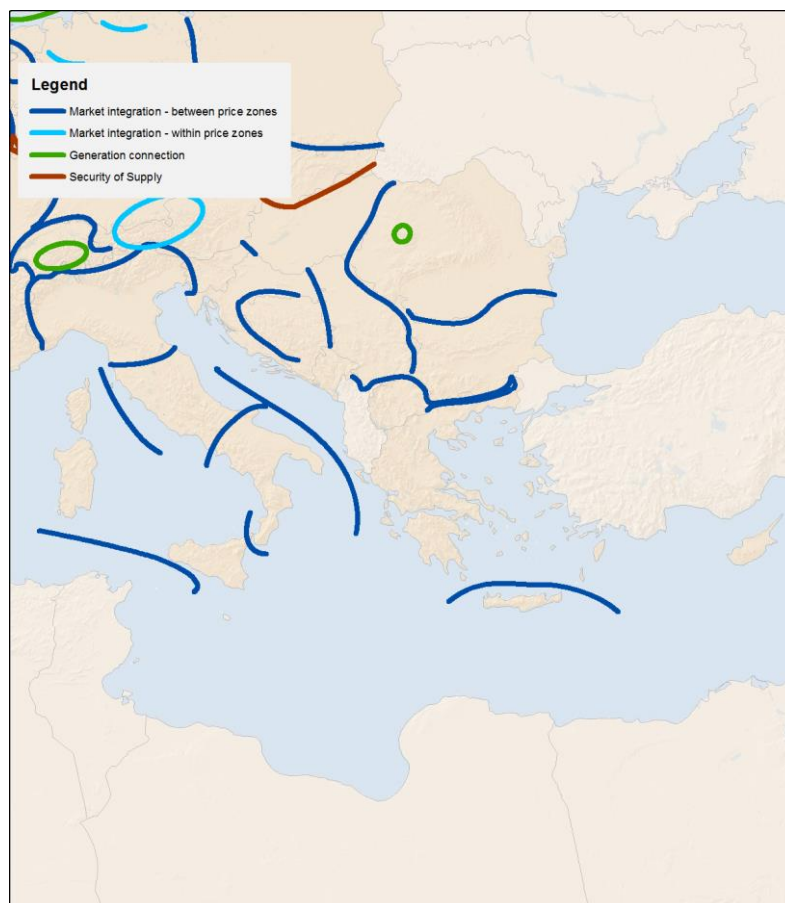 Legend
Market integration - between price zones
Market integration - within price zones
Generation connection
Security of Supply